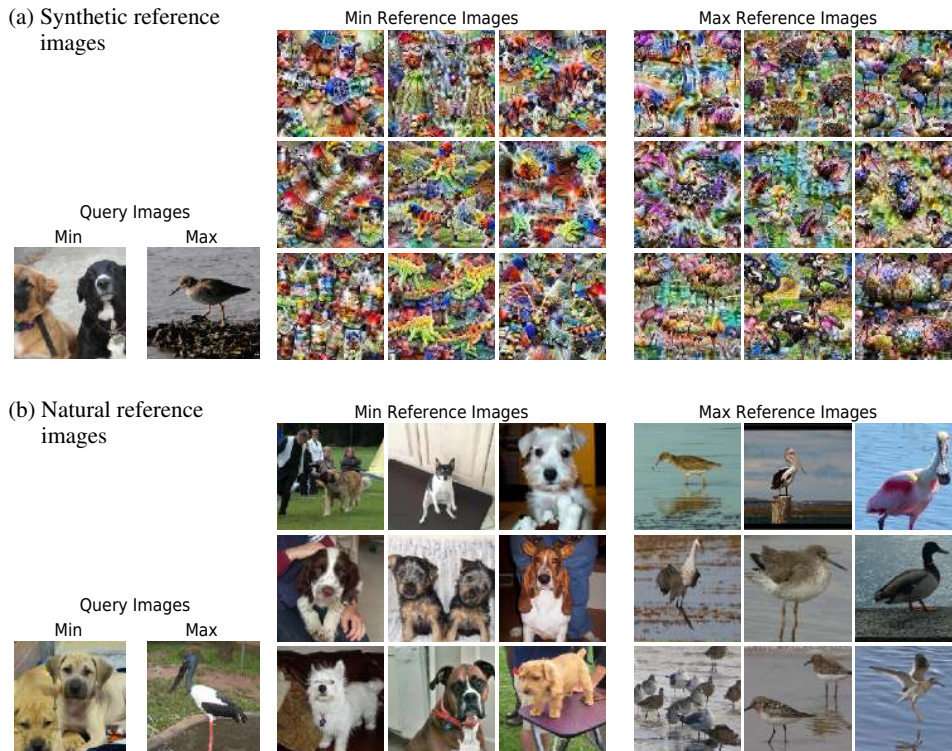 (a) Synthetic reference
images
Min Reference Images
Max Reference Images
Query Images
Min
Max
(b) Natural reference
images
Min Reference Images
Max Reference Images
Query Images
Min
Max